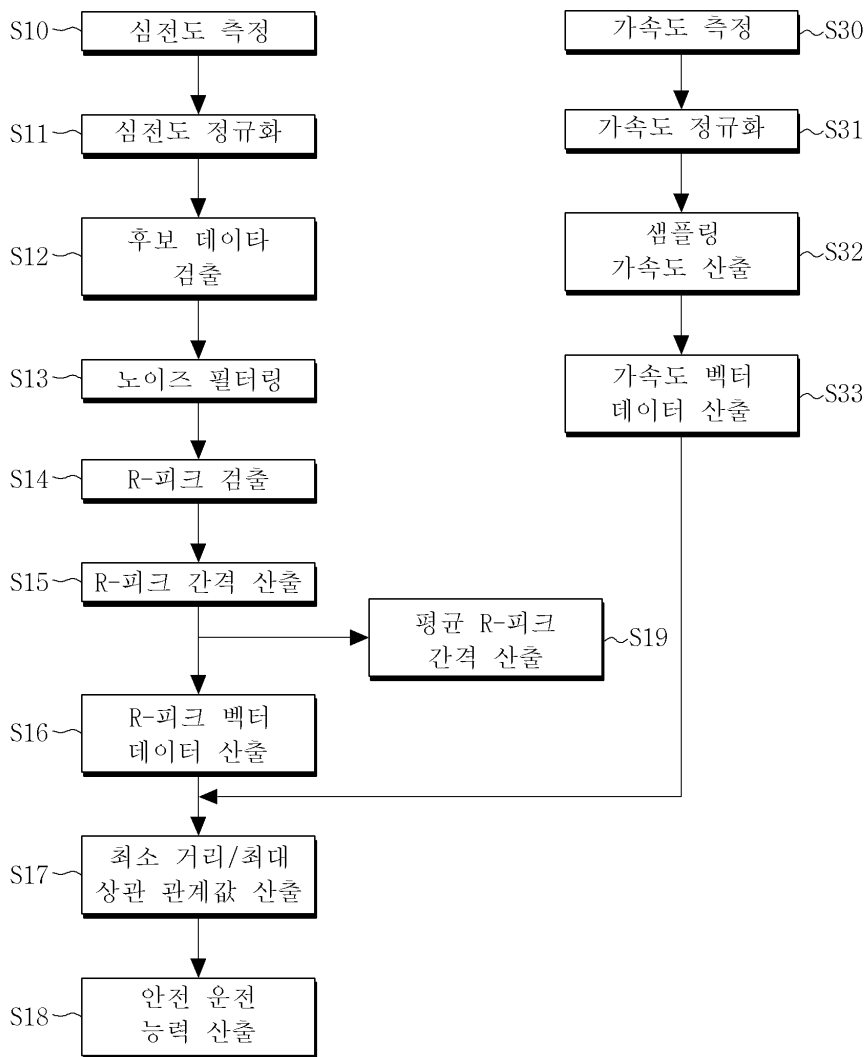 S10
심전도 측정
S11
심전도 정규화
S12
후보 데이타
검출
S13
노이즈 필터링
S14
R-피크 검출
S15
R-피크 간격 산출
평균 R-피크
간격 산출
S19
S16
R-피크 벡터
데이터 산출
S17
최소 거리/최대
상관 관계값 산출
S18
안전 운전
능력 산출
가속도 측정
S30
가속도 정규화
S31
샘플링
가속도 산출
S32
가속도 벡터
데이터 산출
S33